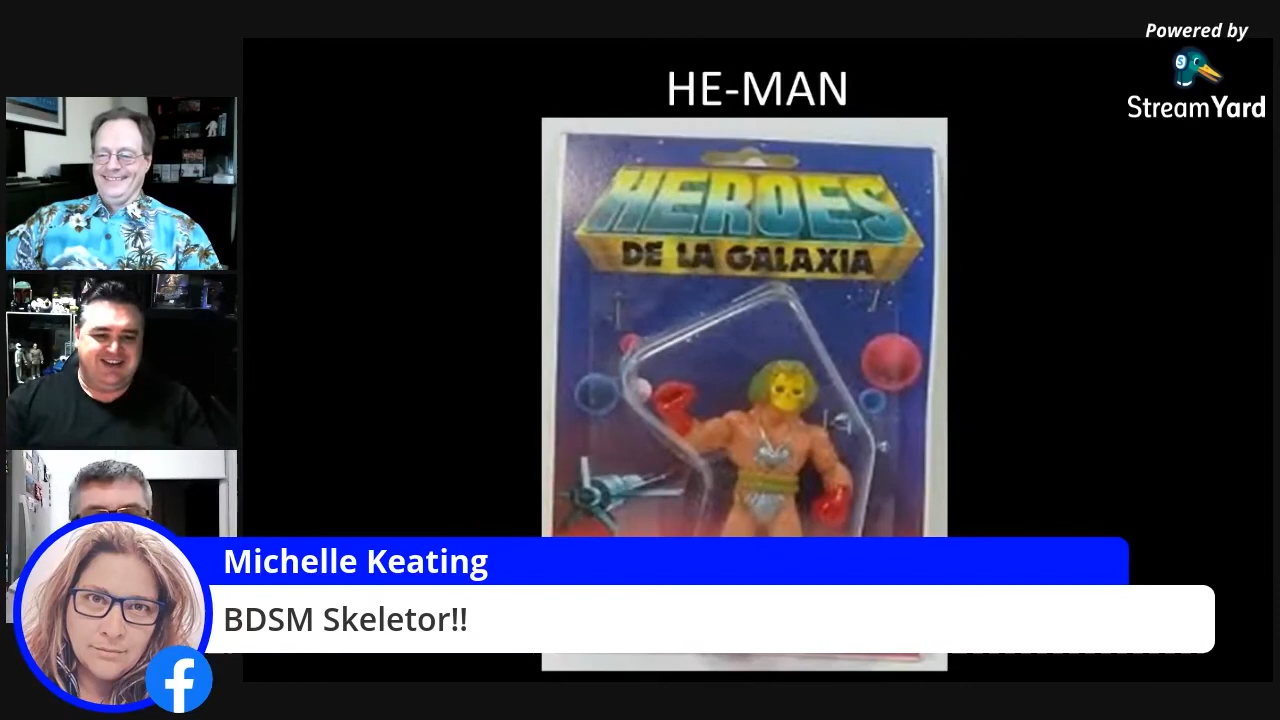 Powered by
StreamYard
HE-MAN
HEROES
DE LA GALAXIA
Michelle Keating
BDSM Skeletor!!